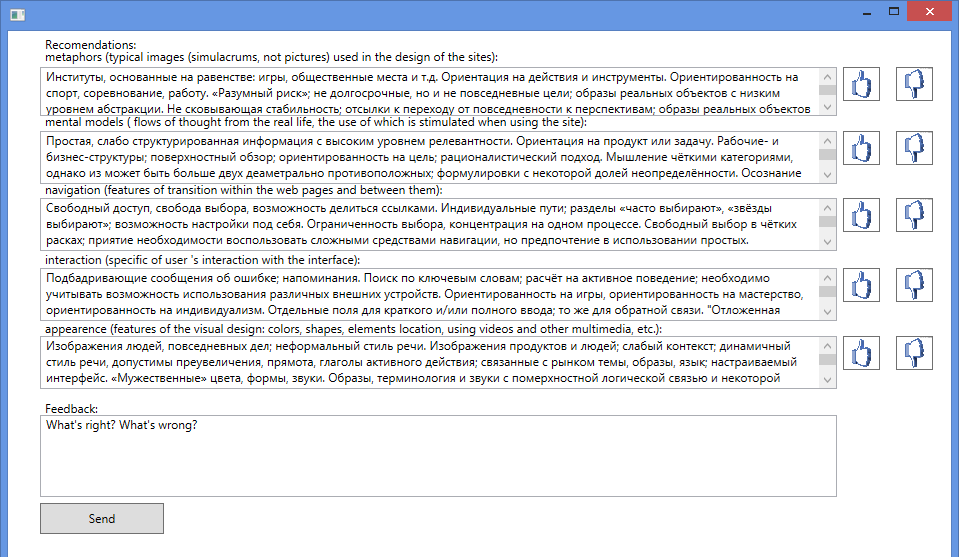 Recomendations:
metaphors (typical images (simulacrums, not pictures) used in the design of the sites):
Институты, основанные на равенстве: игры, общественные места и т.д. Ориентация на действия и инструменты. Ориентированность на
спорт, соревнование, работу. «Разумный риск»; не долгосрочные, но и не повседневные цели; образы реальных объектов с низким
уровнем абстракции. Не сковывающая стабильность; отсылки к переходу от повседневности к перспективам; образы реальных объектов
mental models ( flows of thought from the real life, the use of which is stimulated when using the site):
Простая, слабо структурированная информация с высоким уровнем релевантности. Ориентация на продукт или задачу. Рабочие- и
бизнес-структуры; поверхностный обзор; ориентированность на цель; рационалистический подход. Мышление чёткими категориями,
однако из может быть больше двух деаметрально противоположных; формулировки с некоторой долей неопределённости. Осознание
navigation (features of transition within the web pages and between them):
Свободный доступ, свобода выбора, возможность делиться ссылками. Индивидуальные пути; разделы «часто выбирают», «звёзды
выбирают»; возможность настройки под себя. Ограниченность выбора, концентрация на одном процессе. Свободный выбор в чётких
расках; приятие необходимости воспользовать сложными средствами навигации, но предпочтение в использовании простых.
interaction (specific of user 's interaction with the interface):
Подбадривающие сообщения об ошибке; напоминания. Поиск по ключевым словам; расчёт на активное поведение; необходимо
учитывать возможность использования различных внешних устройств. Ориентированность на игры, ориентированность на мастерство,
ориентированность на индивидуализм. Отдельные поля для краткого и/или полного ввода; то же для обратной связи. "Отложенная
appearence (features of the visual design: colors, shapes, elements location, using videos and other multimedia, etc.):
Изображения людей, повседневных дел; неформальный стиль речи. Изображения продуктов и людей; слабый контекст; динамичный
стиль речи, допустимы преувеличения, прямота, глаголы активного действия; связанные с рынком темы, образы, язык; настраиваемый
интерфейс. «Мужественные» цвета, формы, звуки. Образы, терминология и звуки с померхностной логической связью и некоторой
Feedback:
What's right? What's wrong?
Send